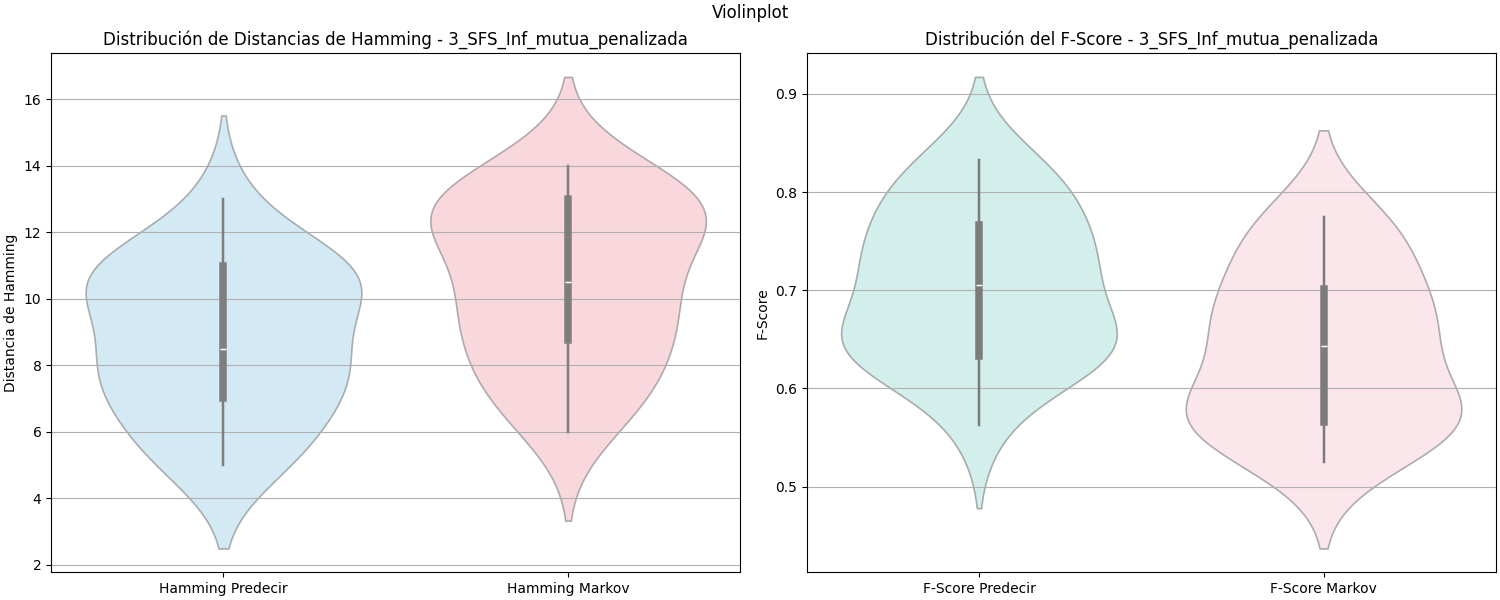 Violinplot
Distribución de Distancias de Hamming - 3_SFS_Inf_mutua_penalizada
Distancia de Hamming
16
14
12
10
8
6
4
2
Hamming Predecir
Hamming Markov
Distribución del F-Score - 3_SFS_Inf_mutua_penalizada
F-Score
0.9
0.8
0.7
0.6
0.5
F-Score Predecir
F-Score Markov